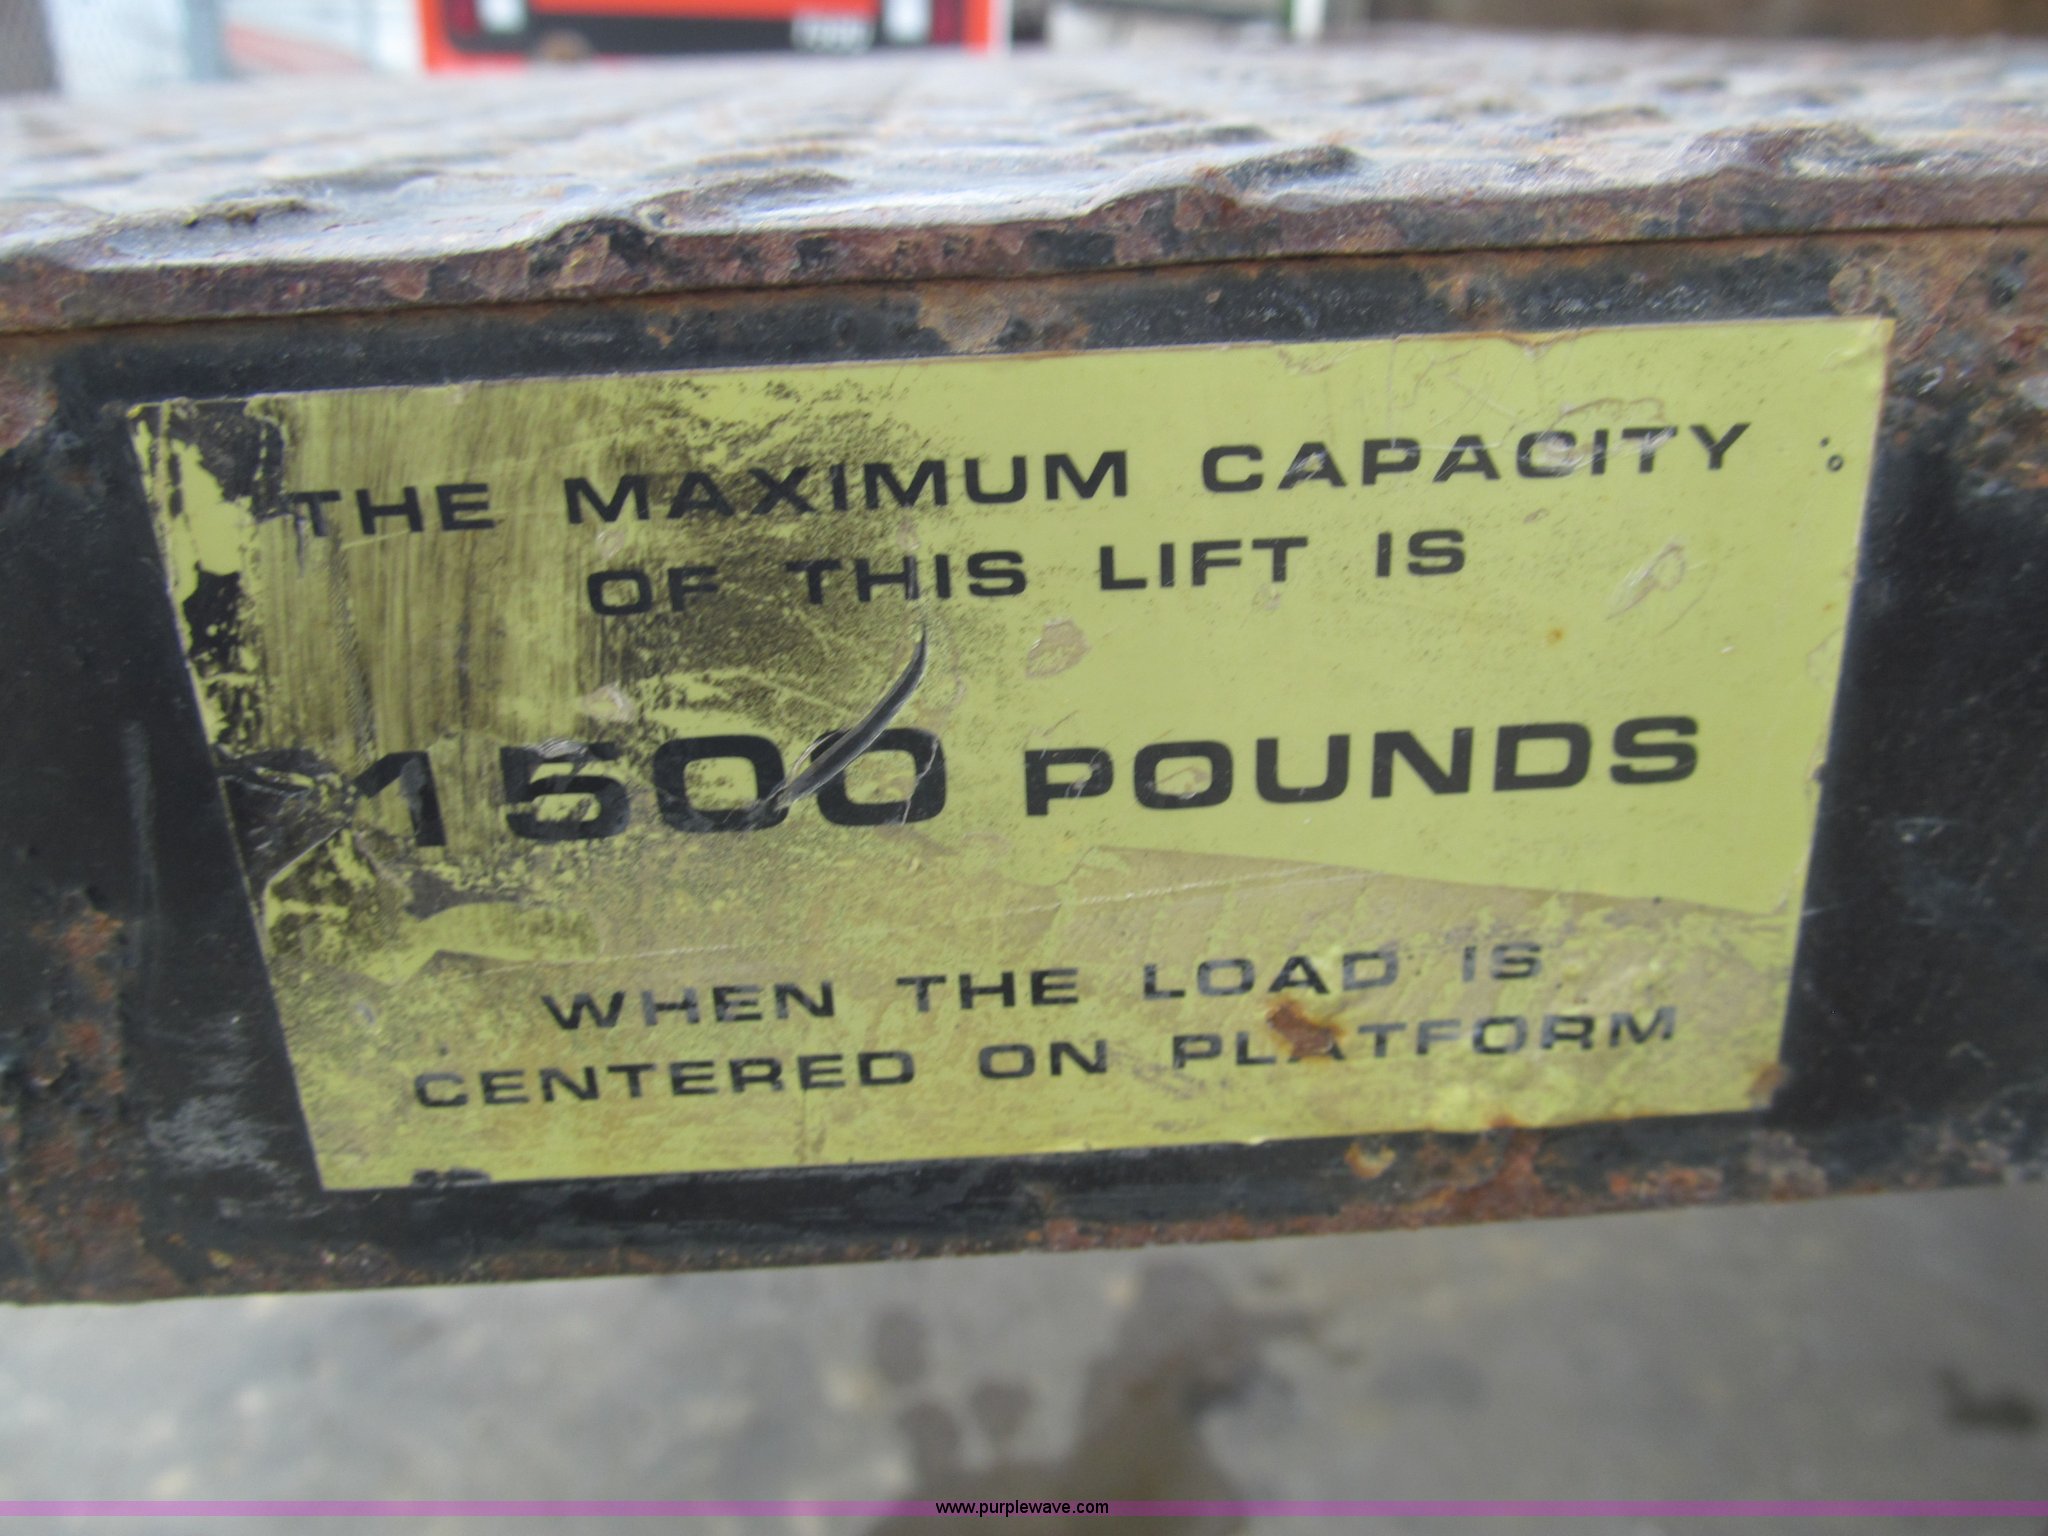 THE MAXIMUM CAPACITY
OF THIS LIFT IS
1500 POUNDS
WHEN THE LOAD IS
CENTERED ON PLATFORM
www.purplewave.com